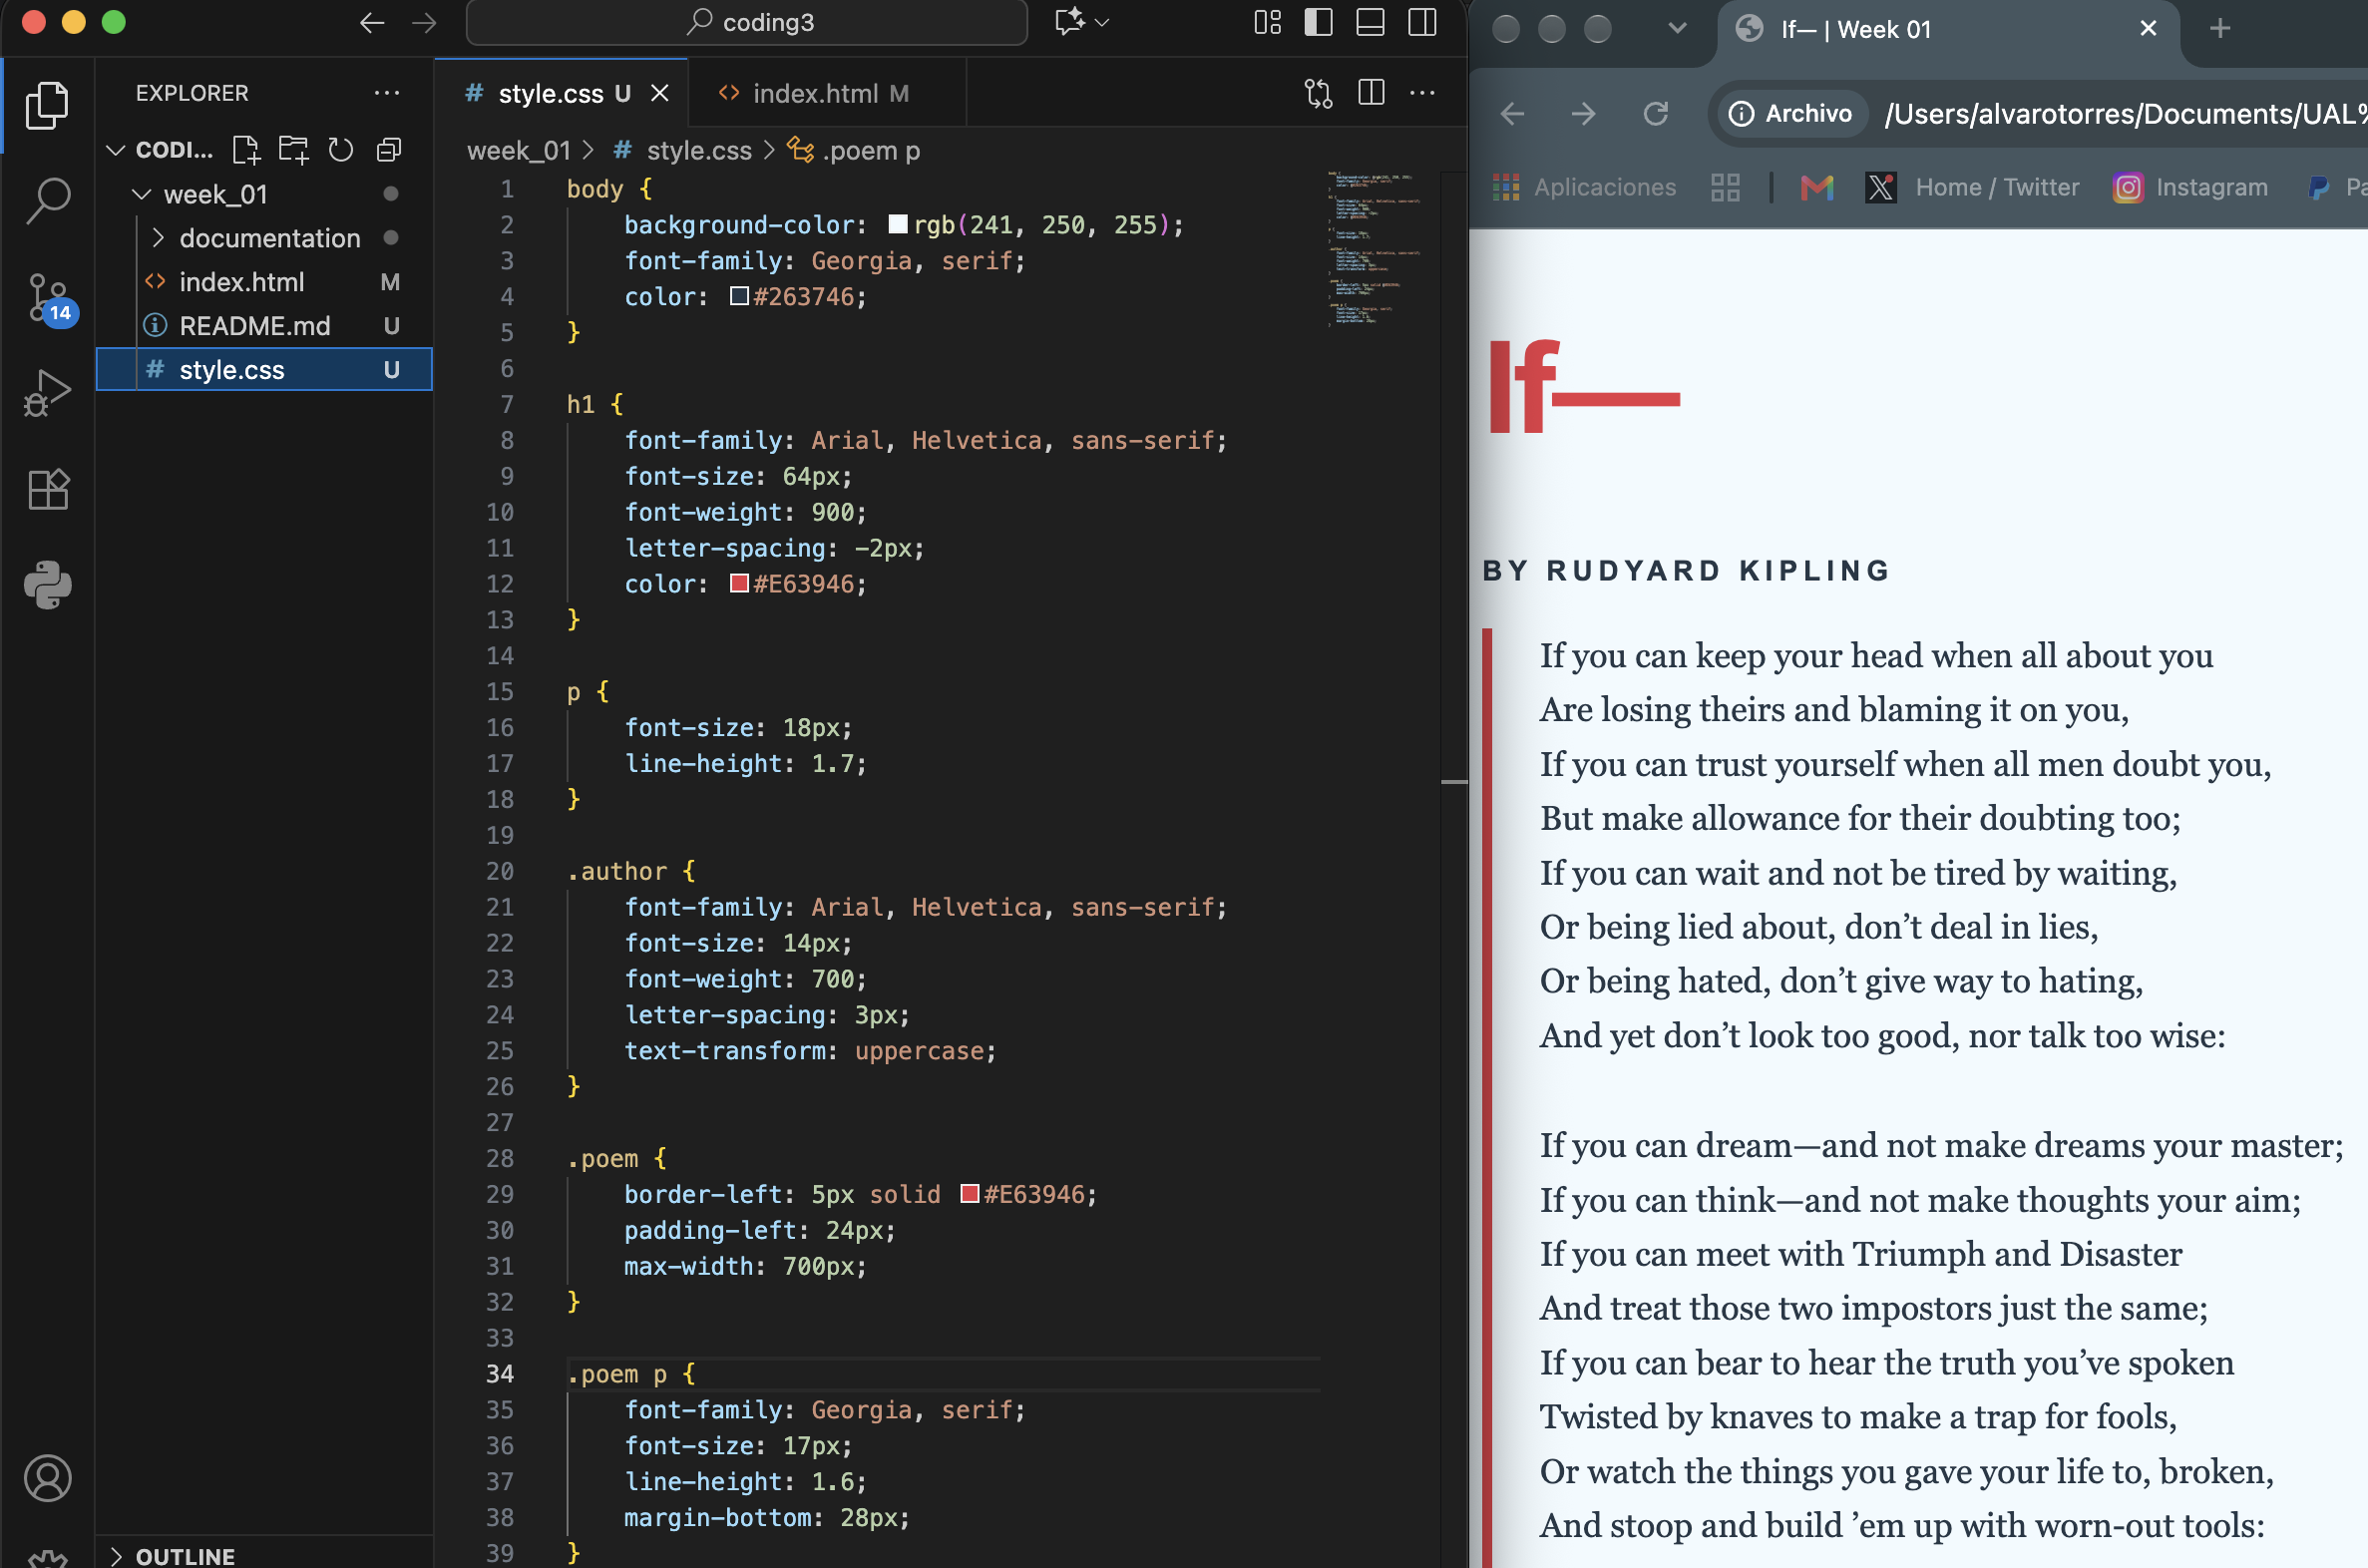 coding3
EXPLORER
CODI...
week_01
documentation
index.html M
README.md U
style.css U
14
OUTLINE
# style.css U
index.html M
week_01 > # style.css > .poem p
1 body {
2 background-color: rgb(241, 250, 255);
3 font-family: Georgia, serif;
4 color: #263746;
5 }
6
7 h1 {
8 font-family: Arial, Helvetica, sans-serif;
9 font-size: 64px;
10 font-weight: 900;
11 letter-spacing: -2px;
12 color: #E63946;
13 }
14
15 p {
16 font-size: 18px;
17 line-height: 1.7;
18 }
19
20 .author {
21 font-family: Arial, Helvetica, sans-serif;
22 font-size: 14px;
23 font-weight: 700;
24 letter-spacing: 3px;
25 text-transform: uppercase;
26 }
27
28 .poem {
29 border-left: 5px solid #E63946;
30 padding-left: 24px;
31 max-width: 700px;
32 }
33
34 .poem p {
35 font-family: Georgia, serif;
36 font-size: 17px;
37 line-height: 1.6;
38 margin-bottom: 28px;
39 }
If— | Week 01
Archivo /Users/alvarotorres/Documents/UAL%
Aplicaciones
Home / Twitter
Instagram
Pa
If—
BY RUDYARD KIPLING
If you can keep your head when all about you
Are losing theirs and blaming it on you,
If you can trust yourself when all men doubt you,
But make allowance for their doubting too;
If you can wait and not be tired by waiting,
Or being lied about, don’t deal in lies,
Or being hated, don’t give way to hating,
And yet don’t look too good, nor talk too wise:
If you can dream—and not make dreams your master;
If you can think—and not make thoughts your aim;
If you can meet with Triumph and Disaster
And treat those two impostors just the same;
If you can bear to hear the truth you’ve spoken
Twisted by knaves to make a trap for fools,
Or watch the things you gave your life to, broken,
And stoop and build ’em up with worn-out tools: